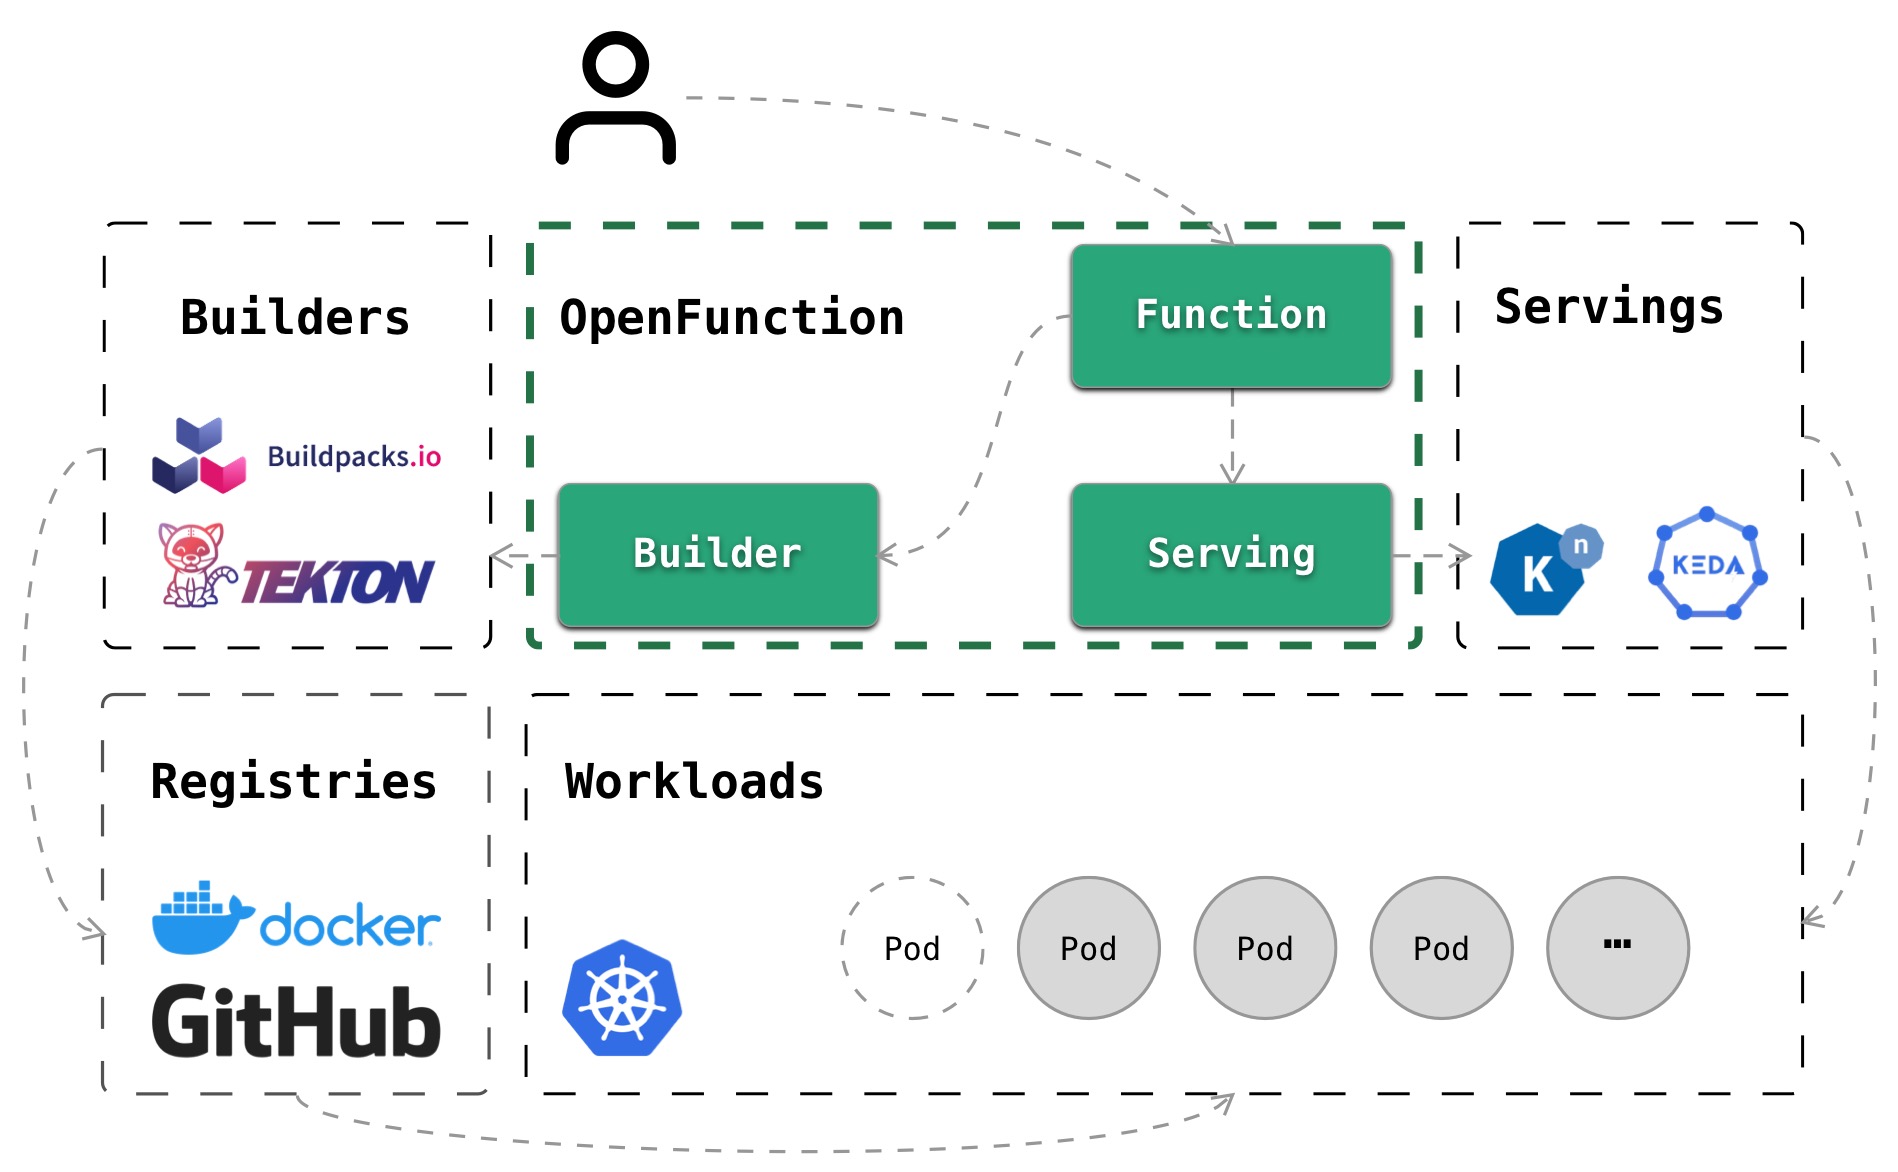 Builders
Buildpacks.io
TEKTON
OpenFunction
Function
Builder
Serving
Servings
K
n
KEDA
Registries
docker
GitHub
Workloads
Pod
Pod
Pod
Pod
...